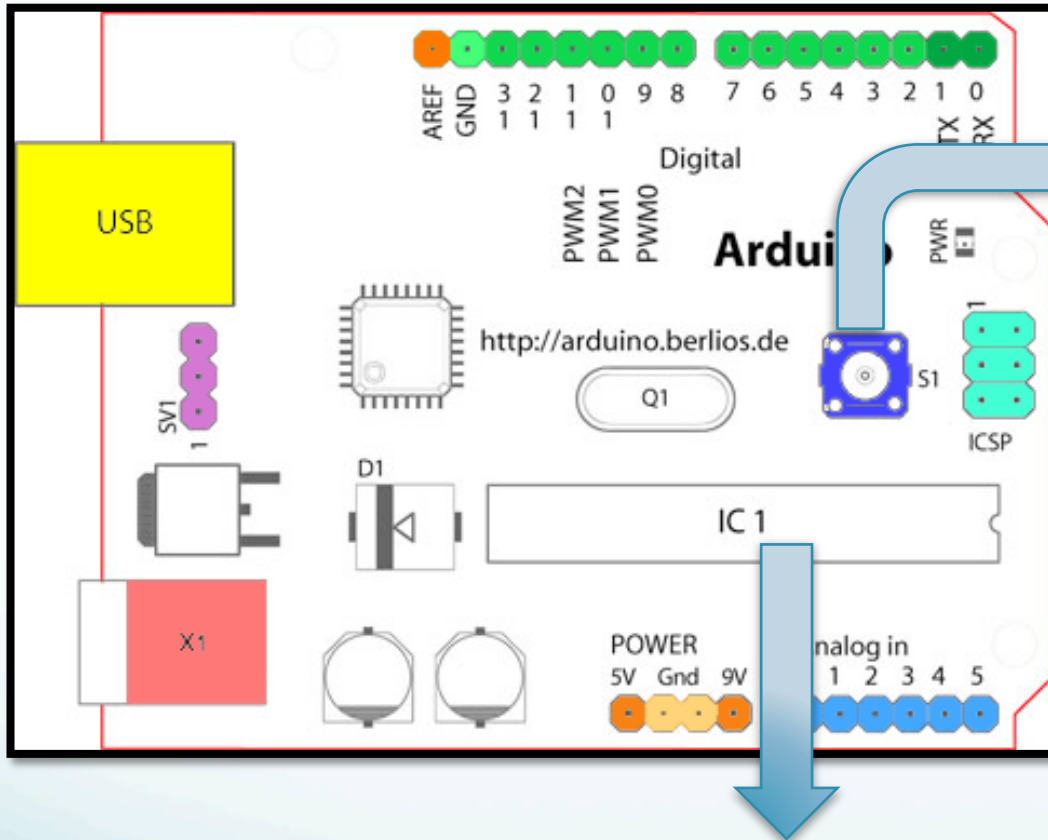 AREF GND 13 12 11 10 9 8 7 6 5 4 3 2 1 0
TX RX
Digital
USB
PWM2 PWM1 PWM0
PWR
1
http://arduino.berlios.de
S1
Q1
SV1
1
ICSP
D1
IC 1
X1
POWER
5V Gnd 9V
1 2 3 4 5